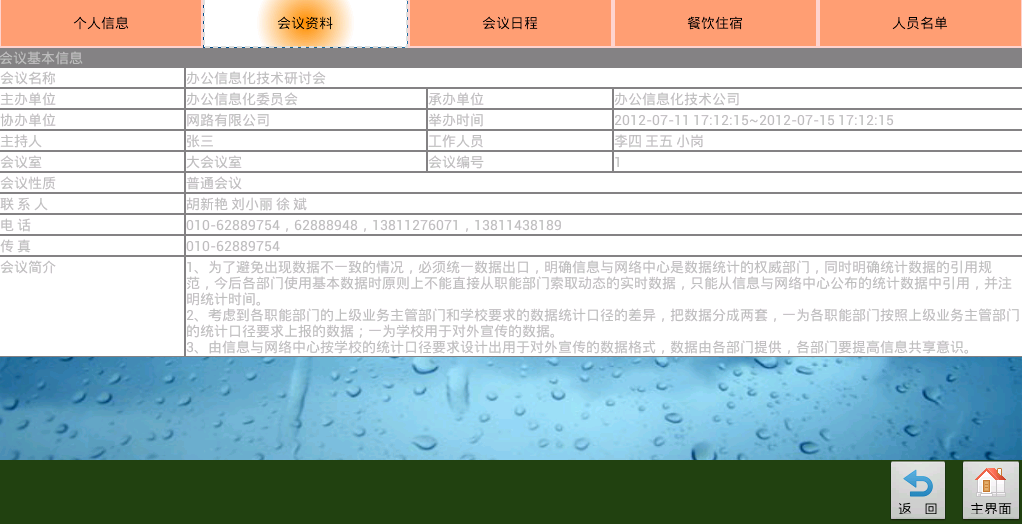 个人信息 会议资料 会议日程 餐饮住宿 人员名单
会议基本信息
会议名称 办公信息化技术研讨会
主办单位 办公信息化委员会 承办单位 办公信息化技术公司
协办单位 网路有限公司 举办时间 2012-07-11 17:12:15~2012-07-15 17:12:15
主持人 张三 工作人员 李四 王五 小岗
会议室 大会议室 会议编号 1
会议性质 普通会议
联 系 人 胡新艳 刘小丽 徐 斌
电 话 010-62889754，62888948，13811276071，13811438189
传 真 010-62889754
会议简介 1、为了避免出现数据不一致的情况，必须统一数据出口，明确信息与网络中心是数据统计的权威部门，同时明确统计数据的引用规
范，今后各部门使用基本数据时原则上不能直接从职能部门索取动态的实时数据，只能从信息与网络中心公布的统计数据中引用，并注
明统计时间。
2、考虑到各职能部门的上级业务主管部门和学校要求的数据统计口径的差异，把数据分成两套，一为各职能部门按照上级业务主管部门
的统计口径要求上报的数据；一为学校用于对外宣传的数据。
3、由信息与网络中心按学校的统计口径要求设计出用于对外宣传的数据格式，数据由各部门提供，各部门要提高信息共享意识。
返 回 主界面